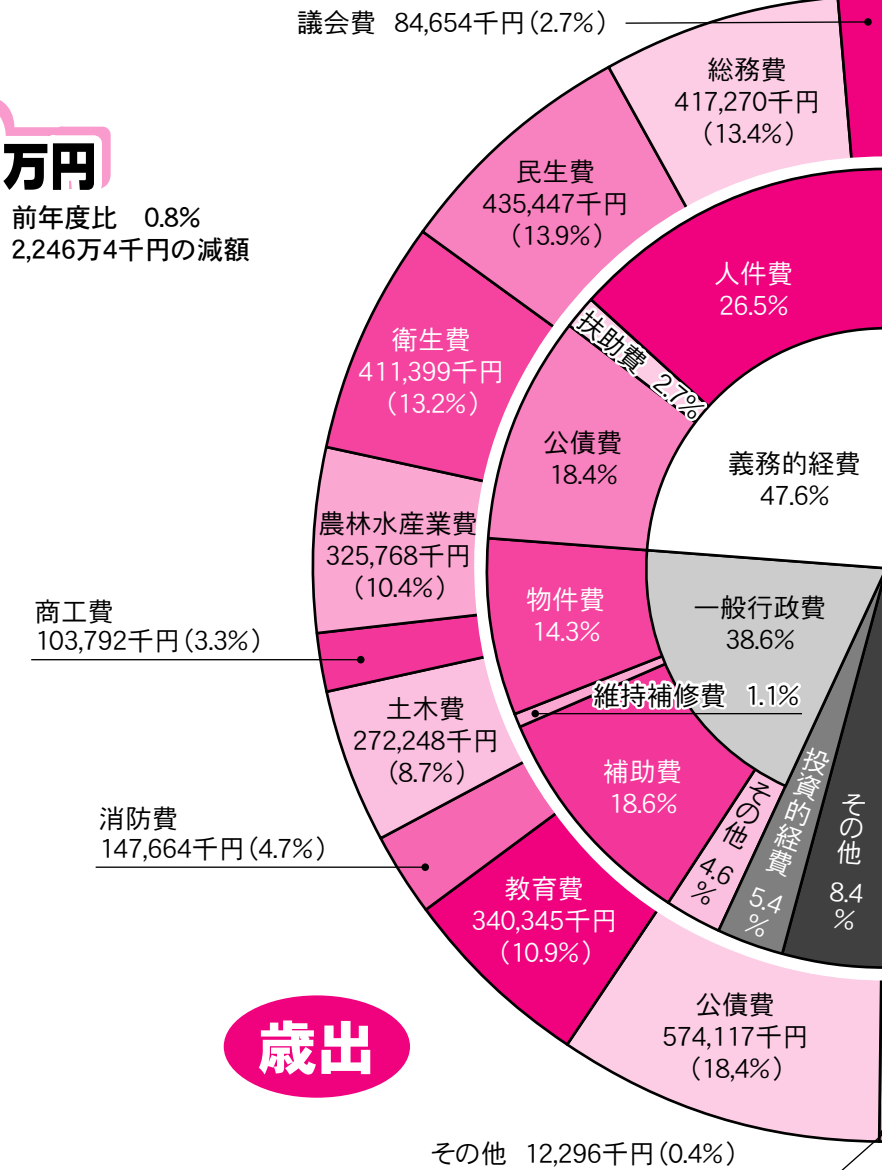 議会費 84,654千円(2.7%)
総務費
417,270千円
(13.4%)
万円
前年度比 0.8%
2,246万4千円の減額
民生費
435,447千円
(13.9%)
人件費
26.5%
扶助費 2.7%
衛生費
411,399千円
(13.2%)
公債費
18.4%
義務的経費
47.6%
農林水産業費
325,768千円
(10.4%)
物件費
14.3%
一般行政費
38.6%
商工費
103,792千円(3.3%)
維持補修費 1.1%
土木費
272,248千円
(8.7%)
補助費
18.6%
その他 4.6%
投資的経費 5.4%
その他 8.4%
消防費
147,664千円(4.7%)
教育費
340,345千円
(10.9%)
公債費
574,117千円
(18,4%)
歳出
その他 12,296千円(0.4%)